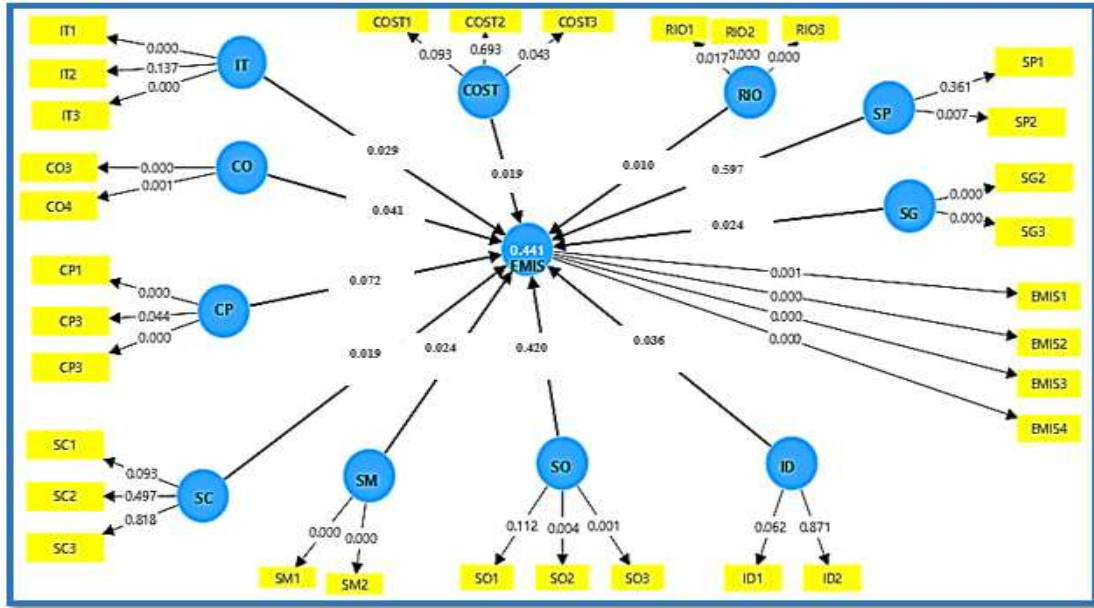 IT1
0.000
IT2
0.137
IT3
0.000
IT
COST1
COST2
COST3
0.093
0.693
0.043
COST
RIO1
RIO2
RIO3
0.017
0.000
0.000
RIO
SP1
0.361
SP2
0.007
SP
CO3
0.000
CO4
0.001
CO
SG2
0.000
SG3
0.000
SG
0.029
0.019
0.010
0.597
0.041
0.024
0.441
EMIS
CP1
0.000
CP3
0.044
CP3
0.000
CP
0.072
0.001
EMIS1
0.000
EMIS2
0.000
EMIS3
0.000
EMIS4
0.019
0.024
0.420
0.036
SC1
0.093
SC2
0.497
SC3
0.818
SC
SM
0.000
0.000
SM1
SM2
SO
0.112
0.004
0.001
SO1
SO2
SO3
ID
0.062
0.871
ID1
ID2